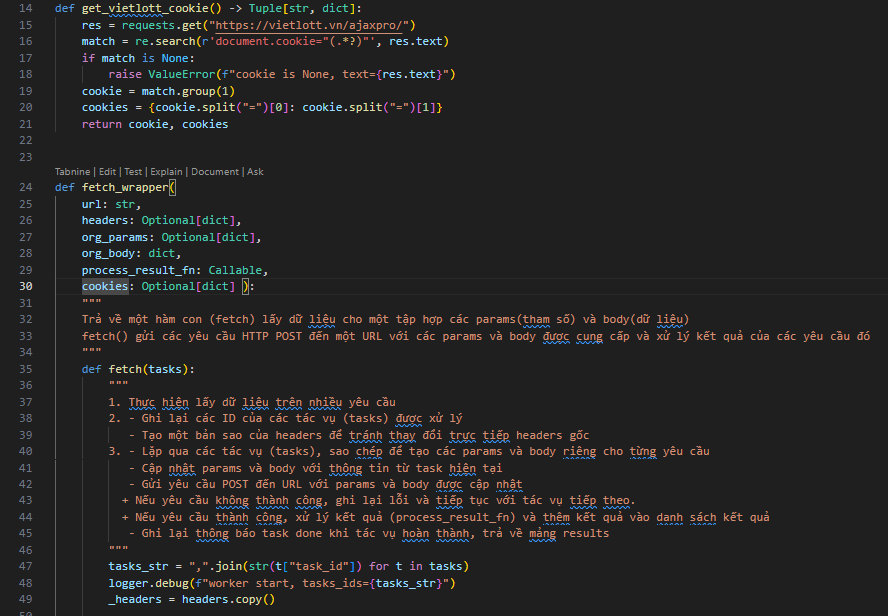 14 def get_vietlott_cookie() -> Tuple[str, dict]:
15 res = requests.get("https://vietlott.vn/ajaxpro/")
16 match = re.search(r'document.cookie="(.*?)"', res.text)
17 if match is None:
18 raise ValueError(f"cookie is None, text={res.text}")
19 cookie = match.group(1)
20 cookies = {cookie.split("=")[0]: cookie.split("=")[1]}
21 return cookie, cookies
22
23
Tabnine | Edit | Test | Explain | Document | Ask
24 def fetch_wrapper(
25 url: str,
26 headers: Optional[dict],
27 org_params: Optional[dict],
28 org_body: dict,
29 process_result_fn: Callable,
30 cookies: Optional[dict] ):
31 """
32 Trả về một hàm con (fetch) lấy dữ liệu cho một tập hợp các params(tham số) và body(dữ liệu)
33 fetch() gửi các yêu cầu HTTP POST đến một URL với các params và body được cung cấp và xử lý kết quả của các yêu cầu đó
34 """
35 def fetch(tasks):
36 """
37 1. Thực hiện lấy dữ liệu trên nhiều yêu cầu
38 2. - Ghi lại các ID của các tác vụ (tasks) được xử lý
39 - Tạo một bản sao của headers để tránh thay đổi trực tiếp headers gốc
40 3. - Lặp qua các tác vụ (tasks), sao chép để tạo các params và body riêng cho từng yêu cầu
41 - Cập nhật params và body với thông tin từ task hiện tại
42 - Gửi yêu cầu POST đến URL với params và body được cập nhật
43 + Nếu yêu cầu không thành công, ghi lại lỗi và tiếp tục với tác vụ tiếp theo.
44 + Nếu yêu cầu thành công, xử lý kết quả (process_result_fn) và thêm kết quả vào danh sách kết quả
45 - Ghi lại thông báo task done khi tác vụ hoàn thành, trả về mảng results
46 """
47 tasks_str = ",".join(str(t["task_id"]) for t in tasks)
48 logger.debug(f"worker start, tasks_ids={tasks_str}")
49 _headers = headers.copy()
50